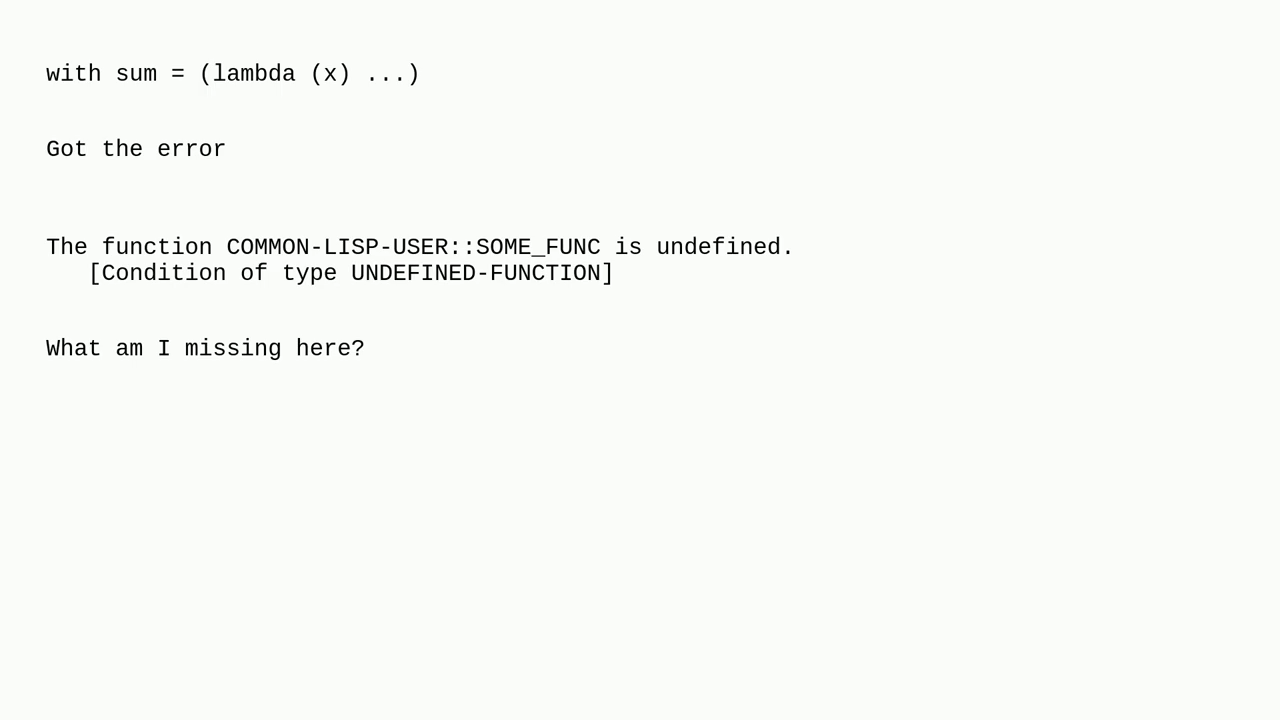 with sum = (lambda (x) ...)
Got the error
The function COMMON-LISP-USER::SOME_FUNC is undefined.
   [Condition of type UNDEFINED-FUNCTION]
What am I missing here?